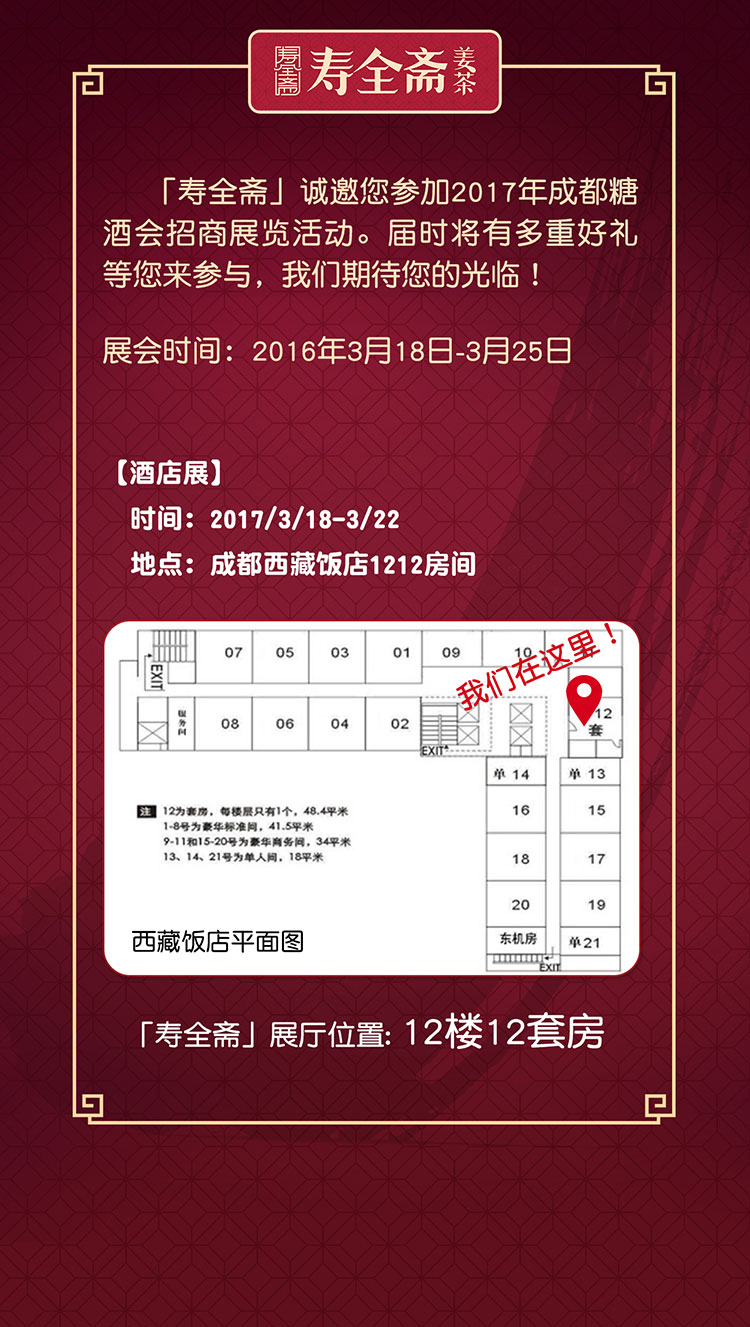 寿全斋
寿全斋
姜茶
「寿全斋」诚邀您参加2017年成都糖
酒会招商展览活动。届时将有多重好礼
等您来参与，我们期待您的光临！
展会时间：2016年3月18日-3月25日
【酒店展】
时间：2017/3/18-3/22
地点：成都西藏饭店1212房间
我们在这里！
07 05 03 01 09 10
EXIT
服务间 08 06 04 02
EXIT
12
套
单 14 单 13
16 15
18 17
20 19
东机房 单21
EXIT
注 12为套房，每楼层只有1个，48.4平米
1-8号为豪华标准间，41.5平米
9-11和15-20号为豪华商务间，34平米
13、14、21号为单人间，18平米
西藏饭店平面图
「寿全斋」展厅位置: 12楼12套房